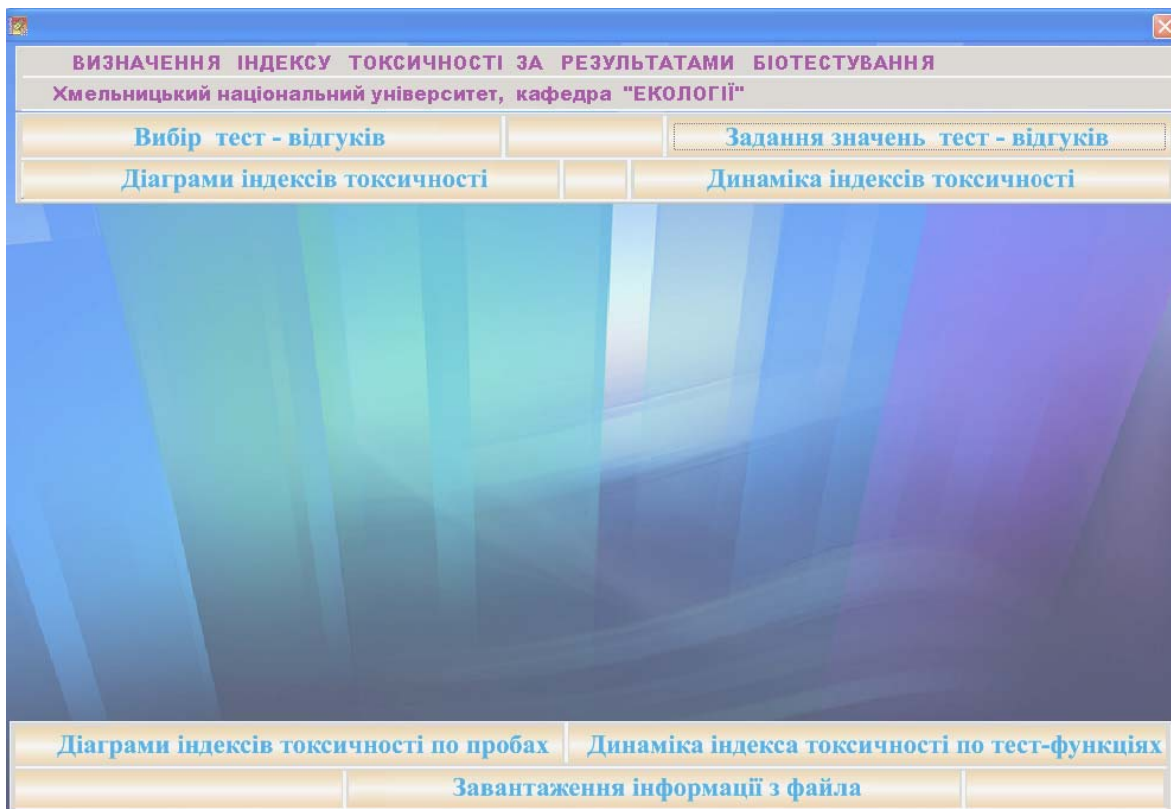 ВИЗНАЧЕННЯ ІНДЕКСУ ТОКСИЧНОСТІ ЗА РЕЗУЛЬТАТАМИ БІОТЕСТУВАННЯ
Хмельницький національний університет, кафедра "ЕКОЛОГІЇ"
Вибір тест - відгуків
Задання значень тест - відгуків
Діаграми індексів токсичності
Динаміка індексів токсичності
Діаграми індексів токсичності по пробах
Динаміка індекса токсичності по тест-функціях
Завантаження інформації з файла